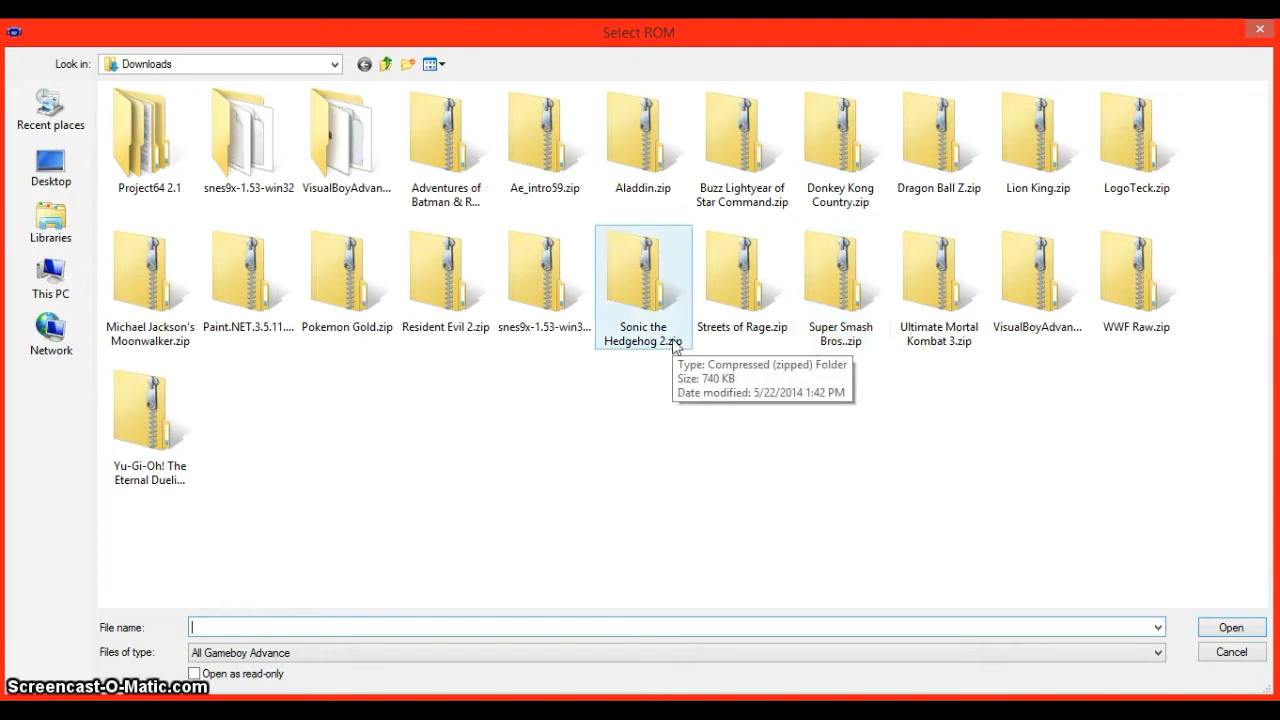 Select ROM
Look in:
Downloads
Recent places
Desktop
Libraries
This PC
Network
Project64 2.1
snes9x-1.53-win32
VisualBoyAdvan...
Adventures of
Batman & R...
Ae_intro59.zip
Aladdin.zip
Buzz Lightyear of
Star Command.zip
Donkey Kong
Country.zip
Dragon Ball Z.zip
Lion King.zip
LogoTeck.zip
Michael Jackson's
Moonwalker.zip
Paint.NET.3.5.11....
Pokemon Gold.zip
Resident Evil 2.zip
snes9x-1.53-win3...
Sonic the
Hedgehog 2.zip
Streets of Rage.zip
Super Smash
Bros..zip
Ultimate Mortal
Kombat 3.zip
VisualBoyAdvan...
WWF Raw.zip
Type: Compressed (zipped) Folder
Size: 740 KB
Date modified: 5/22/2014 1:42 PM
Yu-Gi-Oh! The
Eternal Dueli...
File name:
Open
Files of type:
All Gameboy Advance
Cancel
Open as read-only
Screencast-O-Matic.com